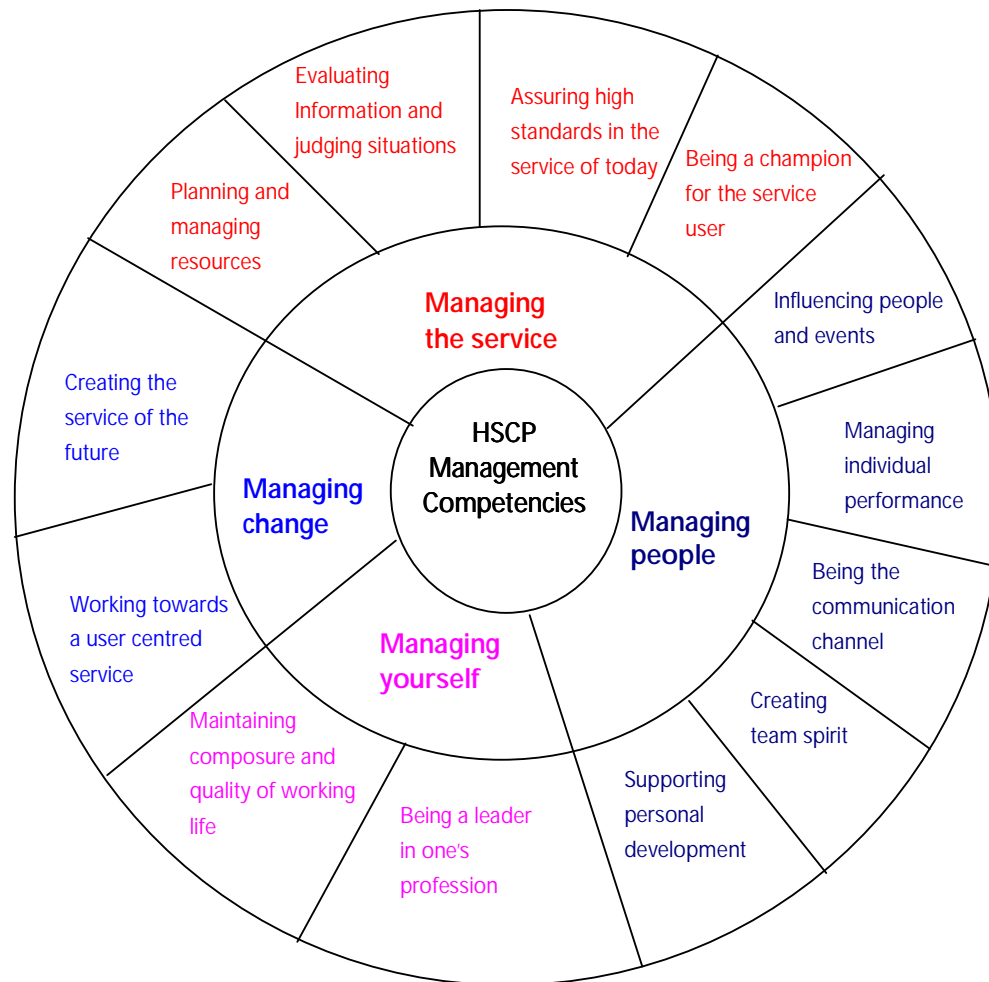 HSCP
Management
Competencies
Managing
the service
Planning and
managing
resources
Evaluating
Information and
judging situations
Assuring high
standards in the
service of today
Being a champion
for the service
user
Managing
people
Influencing people
and events
Managing
individual
performance
Being the
communication
channel
Creating
team spirit
Supporting
personal
development
Managing
yourself
Being a leader
in one's
profession
Maintaining
composure and
quality of working
life
Managing
change
Working towards
a user centred
service
Creating the
service of the
future